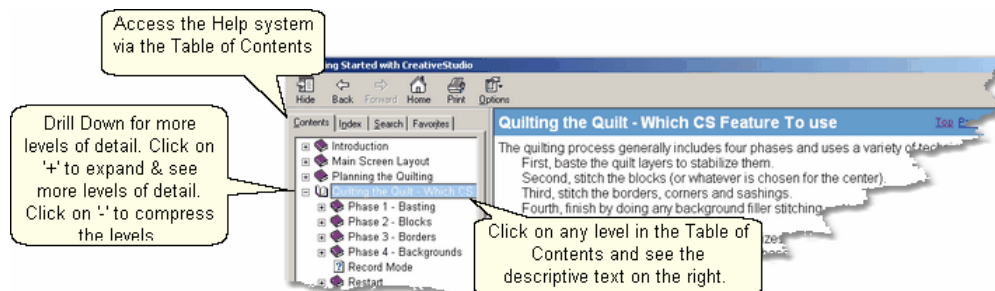 Access the Help system
via the Table of Contents
Started with CreativeStudio
Hide Back Forward Home Print Options
Contents Index Search Favorites
Drill Down for more
levels of detail. Click on
'+' to expand & see
more levels of detail.
Click on '-' to compress
the levels
Introduction
Main Screen Layout
Planning the Quilting
Quilting the Quilt - Which CS
Phase 1 - Basting
Phase 2 - Blocks
Phase 3 - Borders
Phase 4 - Backgrounds
Record Mode
Restart
Quilting the Quilt - Which CS Feature To use
Top
The quilting process generally includes four phases and uses a variety of
First, baste the quilt layers to stabilize them.
Second, stitch the blocks (or whatever is chosen for the center).
Third, stitch the borders, corners and sashings.
Fourth, finish by doing any background filler stitching
Click on any level in the Table of
Contents and see the
descriptive text on the right.